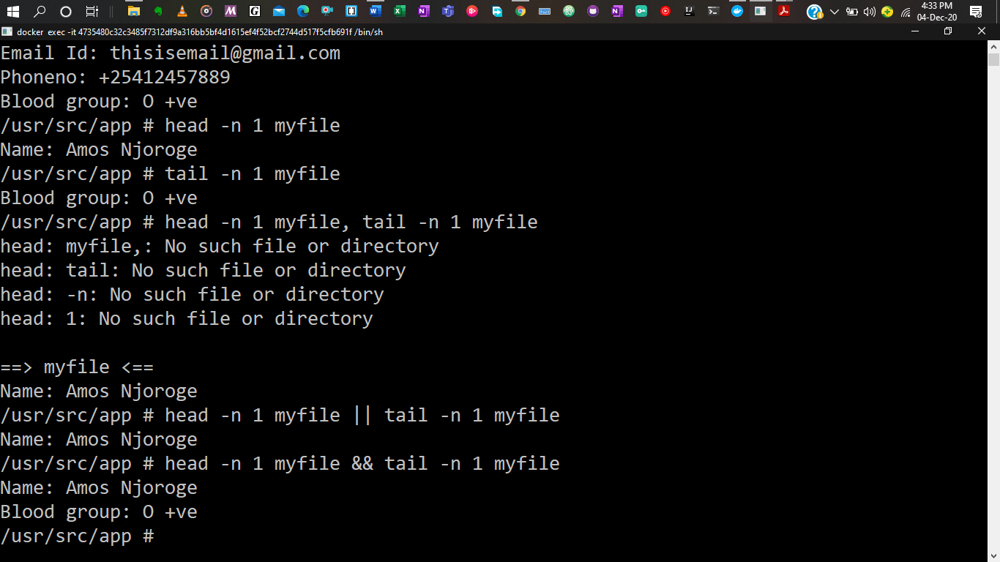 4:33 PM
04-Dec-20
docker exec -it 4735480c32c3485f7312df9a316bb5bf4d1615ef4f52bcf2744d517f5cfb691f /bin/sh
Email Id: thisisemail@gmail.com
Phoneno: +25412457889
Blood group: O +ve
/usr/src/app # head -n 1 myfile
Name: Amos Njoroge
/usr/src/app # tail -n 1 myfile
Blood group: O +ve
/usr/src/app # head -n 1 myfile, tail -n 1 myfile
head: myfile,: No such file or directory
head: tail: No such file or directory
head: -n: No such file or directory
head: 1: No such file or directory
==> myfile <==
Name: Amos Njoroge
/usr/src/app # head -n 1 myfile || tail -n 1 myfile
Name: Amos Njoroge
/usr/src/app # head -n 1 myfile && tail -n 1 myfile
Name: Amos Njoroge
Blood group: O +ve
/usr/src/app #